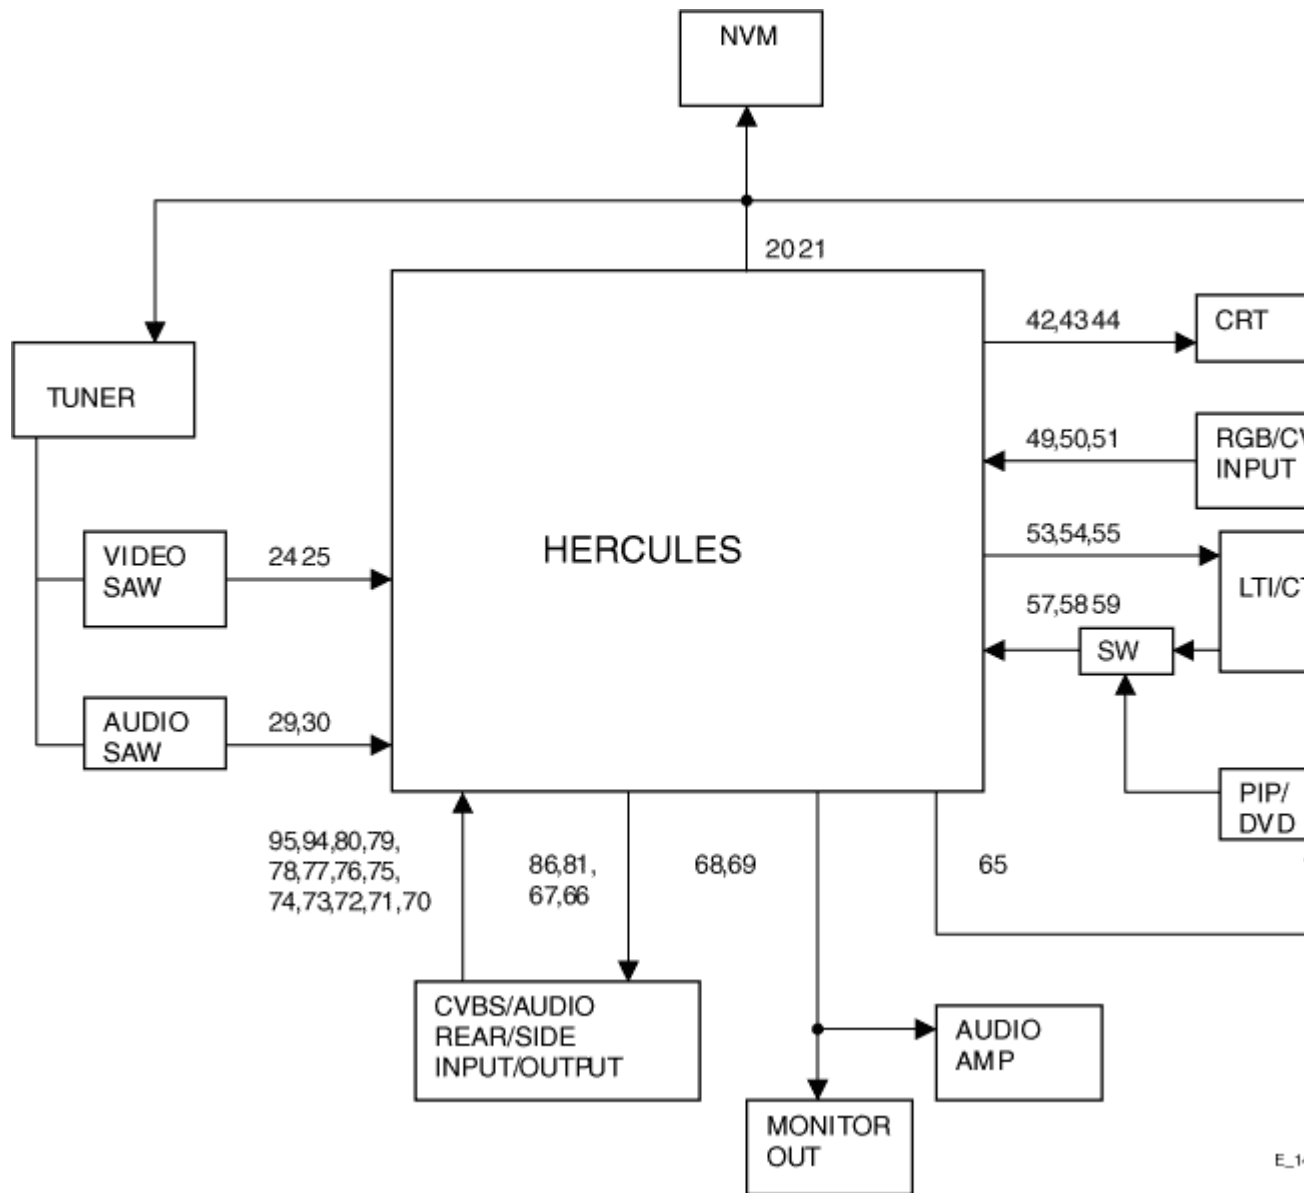 NVM
20 21
42,43 44
CRT
TUNER
49,50,51
RGB/CV
INPUT
VIDEO
SAW
24 25
HERCULES
53,54,55
LTI/CT
57,58 59
SW
AUDIO
SAW
29,30
PIP/
DVD
95,94,80,79,
78,77,76,75,
74,73,72,71,70
86,81,
67,66
68,69
65
CVBS/AUDIO
REAR/SIDE
INPUT/OUTPUT
AUDIO
AMP
MONITOR
OUT
E_14